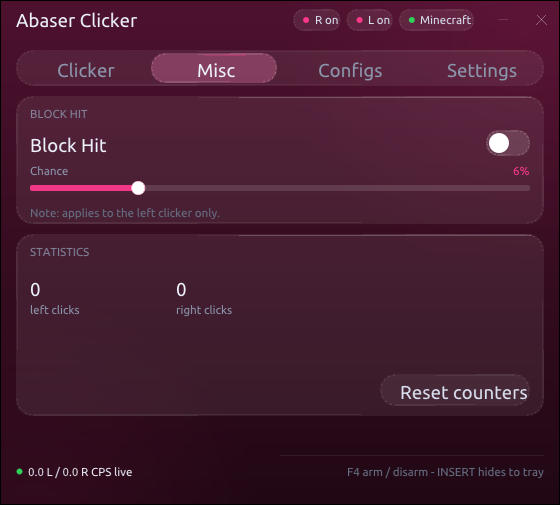 Abaser Clicker
R on
L on
Minecraft
Clicker
Misc
Configs
Settings
BLOCK HIT
Block Hit
Chance
6%
Note: applies to the left clicker only.
STATISTICS
0
0
left clicks
right clicks
Reset counters
0.0 L / 0.0 R CPS live
F4 arm / disarm - INSERT hides to tray